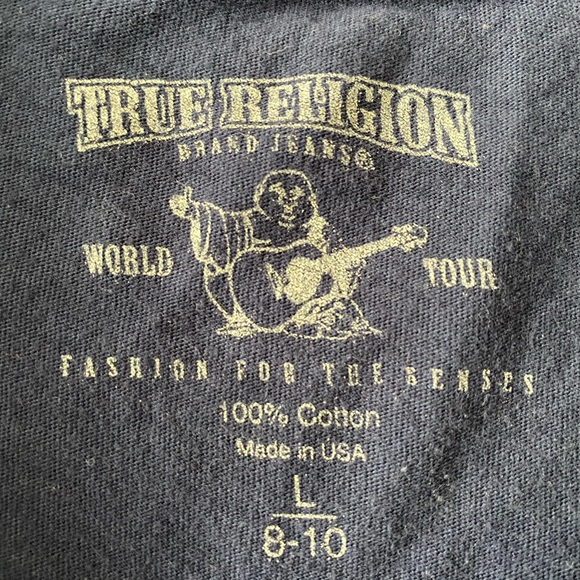 TRUE RELIGION
BRAND JEANS®
WORLD TOUR
FASHION FOR THE SENSES
100% Cotton
Made in USA
L
8-10